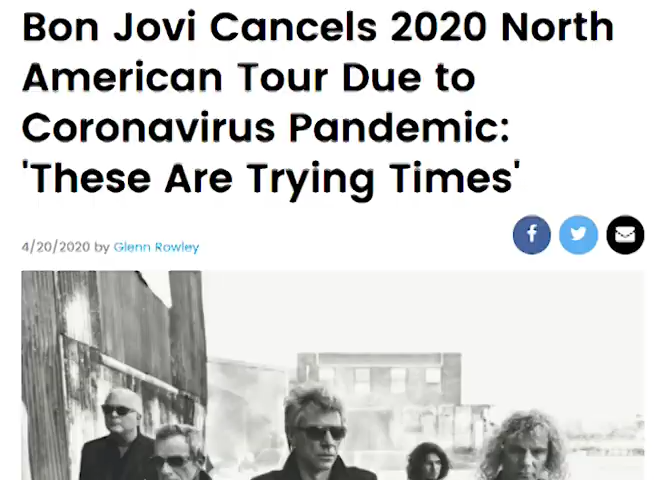 Bon Jovi Cancels 2020 North
American Tour Due to
Coronavirus Pandemic:
'These Are Trying Times'
4/20/2020 by Glenn Rowley